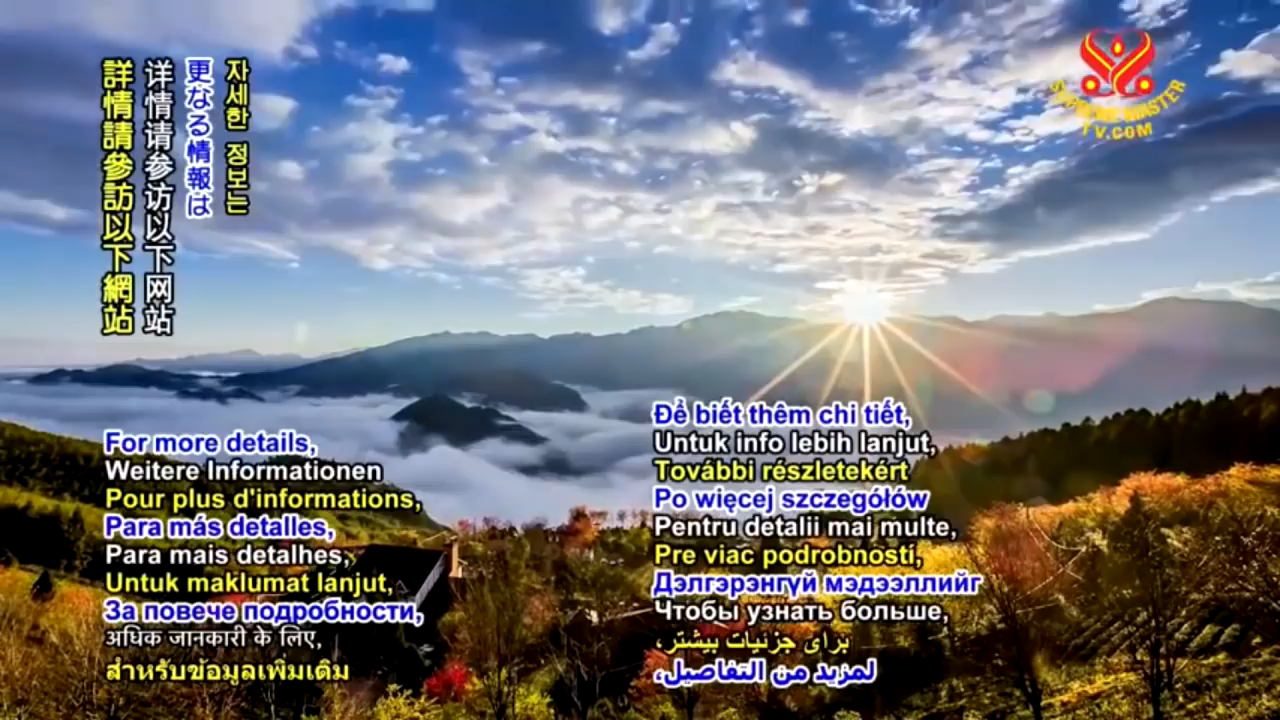 詳情請參訪以下網站
详情请参访以下网站
更なる情報は
자세한 정보는
SUPREME MASTER
TV.COM
For more details,
Weitere Informationen
Pour plus d'informations,
Para más detalles,
Para mais detalhes,
Untuk maklumat lanjut,
За повече подробности,
अधिक जानकारी के लिए,
สำหรับข้อมูลเพิ่มเติม
Để biết thêm chi tiết,
Untuk info lebih lanjut,
További részletekért
Po więcej szczegółów
Pentru detalii mai multe,
Pre viac podrobností,
Дэлгэрэнгүй мэдээллийг
Чтобы узнать больше,
برای جزئیات بیشتر،
لمزيد من التفاصيل،